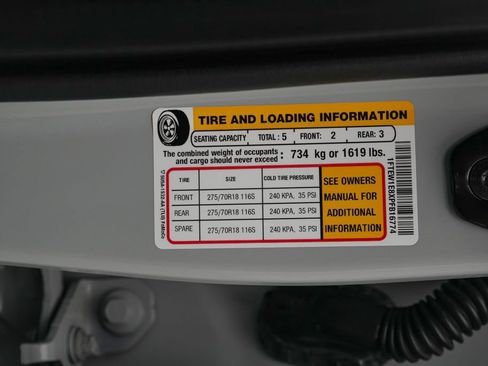 TIRE AND LOADING INFORMATION
SEATING CAPACITY TOTAL: 5 FRONT: 2 REAR: 3
The combined weight of occupants and cargo should never exceed: 734 kg or 1619 lbs.
TIRE SIZE COLD TIRE PRESSURE
FRONT 275/70R18 116S 240 KPA, 35 PSI
REAR 275/70R18 116S 240 KPA, 35 PSI
SPARE 275/70R18 116S 240 KPA, 35 PSI
SEE OWNERS
MANUAL FOR
ADDITIONAL
INFORMATION